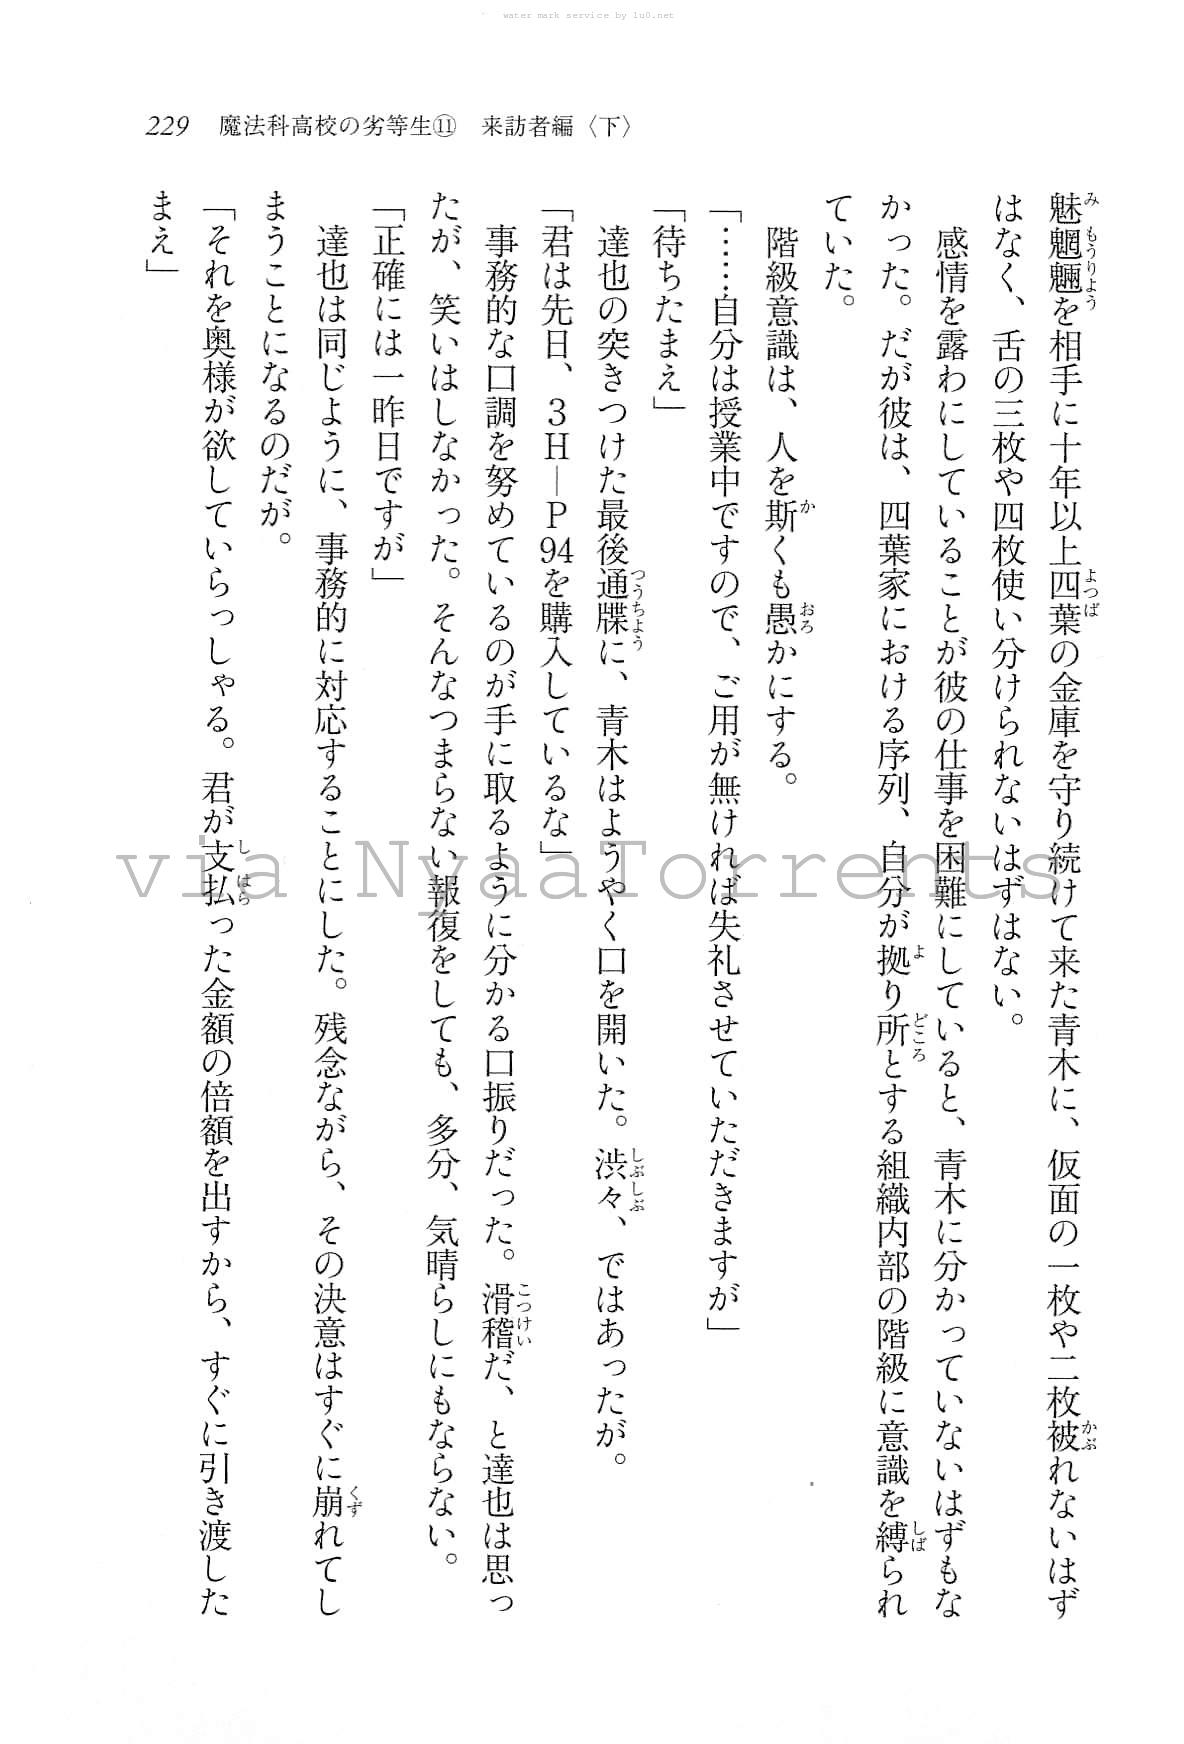 water mark service by lu0.net
229 魔法科高校の劣等生⑪ 来訪者編〈下〉
魅魍魎を相手に十年以上四葉の金庫を守り続けて来た青木に、仮面の一枚や二枚被れないはず
はなく、舌の三枚や四枚使い分けられないはずはない。
感情を露わにしていることが彼の仕事を困難にしていると、青木に分かっていないはずもな
かった。だが彼は、四葉家における序列、自分が拠り所とする組織内部の階級に意識を縛られ
ていた。
階級意識は、人を斯くも愚かにする。
「……自分は授業中ですので、ご用が無ければ失礼させていただきますが」
「待ちたまえ」
達也の突きつけた最後通牒に、青木はようやく口を開いた。渋々、ではあったが。
「君は先日、3H―P94を購入しているな」
事務的な口調を努めているのが手に取るように分かる口振りだった。滑稽だ、と達也は思っ
たが、笑いはしなかった。そんなつまらない報復をしても、多分、気晴らしにもならない。
「正確には一昨日ですが」
達也は同じように、事務的に対応することにした。残念ながら、その決意はすぐに崩れてし
まうことになるのだが。
「それを奥様が欲していらっしゃる。君が支払った金額の倍額を出すから、すぐに引き渡した
まえ」
via NyaaTorrents